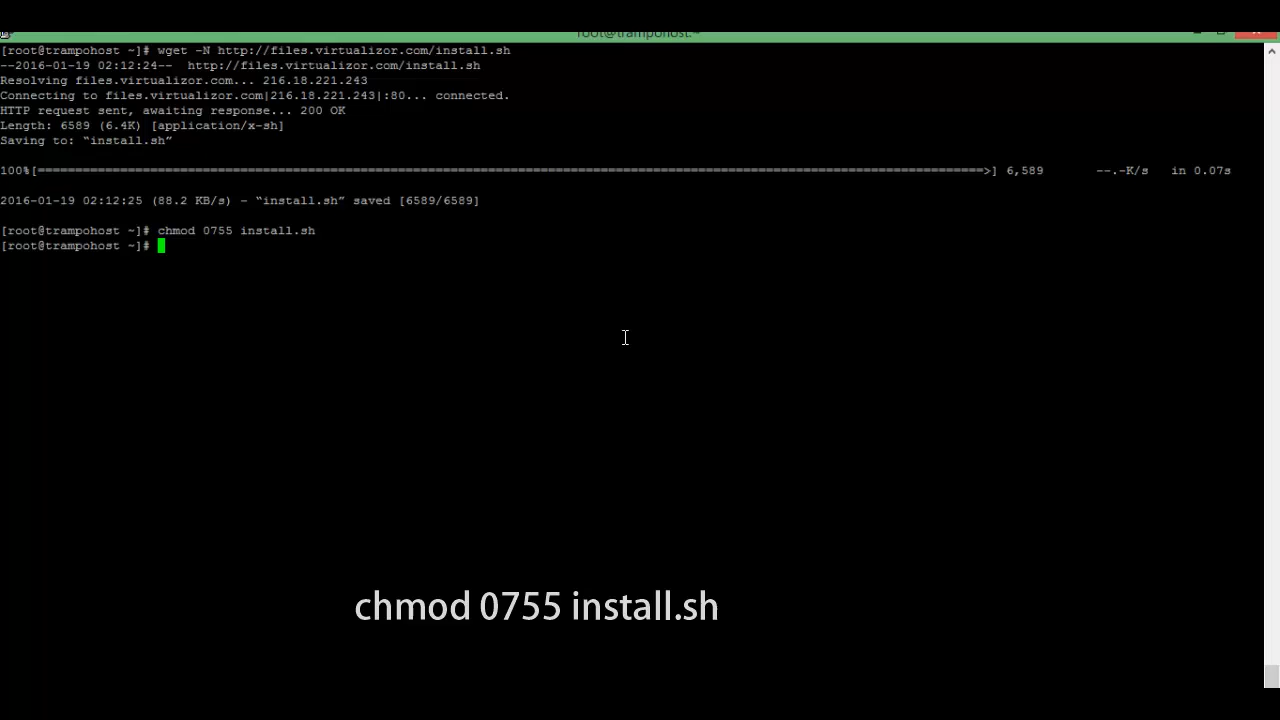 root@trampohost:~
[root@trampohost ~]# wget -N http://files.virtualizor.com/install.sh
--2016-01-19 02:12:24--  http://files.virtualizor.com/install.sh
Resolving files.virtualizor.com... 216.18.221.243
Connecting to files.virtualizor.com|216.18.221.243|:80... connected.
HTTP request sent, awaiting response... 200 OK
Length: 6589 (6.4K) [application/x-sh]
Saving to: “install.sh”
100%[==============================================================================================================================>] 6,589       --.-K/s   in 0.07s
2016-01-19 02:12:25 (88.2 KB/s) - “install.sh” saved [6589/6589]
[root@trampohost ~]# chmod 0755 install.sh
[root@trampohost ~]#
chmod 0755 install.sh